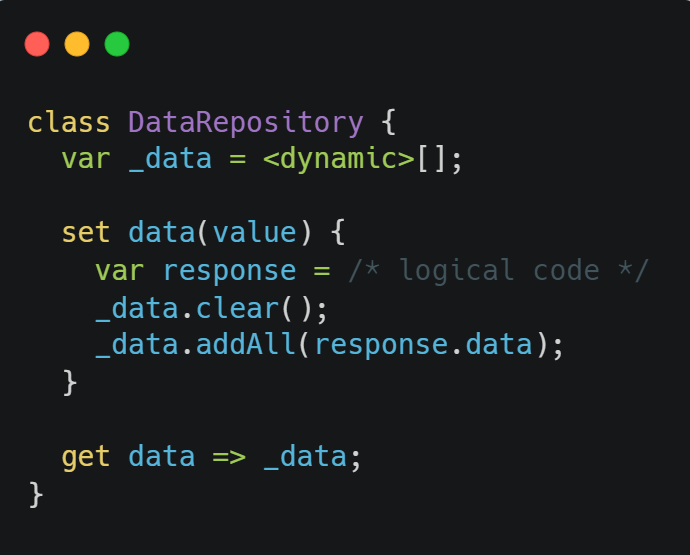 class DataRepository {
  var _data = <dynamic>[];

  set data(value) {
    var response = /* logical code */
    _data.clear();
    _data.addAll(response.data);
  }

  get data => _data;
}